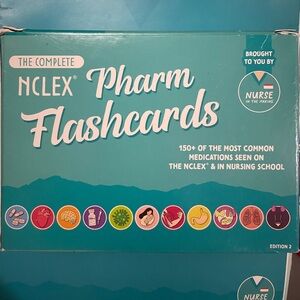 THE COMPLETE
NCLEX® Pharm
Flashcards
BROUGHT
TO YOU BY
NURSE
IN THE MAKING
150+ OF THE MOST COMMON
MEDICATIONS SEEN ON
THE NCLEX® & IN NURSING SCHOOL
EDITION 2
NURSE